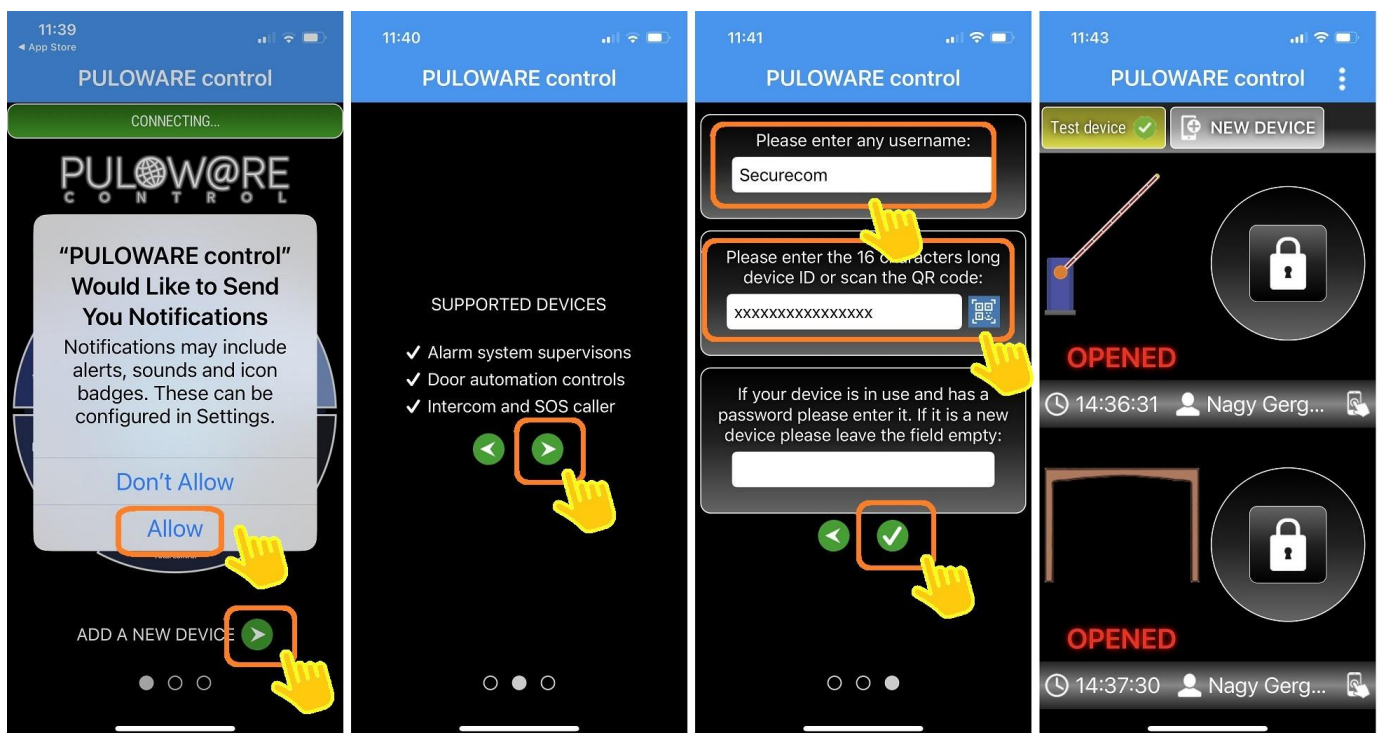 11:39
◄ App Store
PULOWARE control
CONNECTING...
PULOW@RE
CONTROL
“PULOWARE control”
Would Like to Send
You Notifications
Notifications may include
alerts, sounds and icon
badges. These can be
configured in Settings.
Don’t Allow
Allow
ADD A NEW DEVICE
11:40
PULOWARE control
SUPPORTED DEVICES
✓ Alarm system supervisons
✓ Door automation controls
✓ Intercom and SOS caller
11:41
PULOWARE control
Please enter any username:
Securecom
Please enter the 16 characters long
device ID or scan the QR code:
xxxxxxxxxxxxxxxx
If your device is in use and has a
password please enter it. If it is a new
device please leave the field empty:
11:43
PULOWARE control
Test device
NEW DEVICE
OPENED
14:36:31 Nagy Gerg...
OPENED
14:37:30 Nagy Gerg...